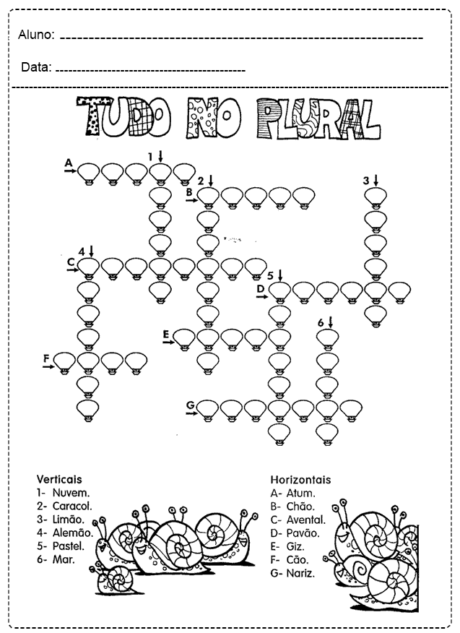 Aluno:
Data:
TUDO NO PLURAL
A
1
2
B
3
4
C
5
D
6
E
F
G
Verticais
1- Nuvem.
2- Caracol.
3- Limão.
4- Alemão.
5- Pastel.
6- Mar.
Horizontais
A- Atum.
B- Chão.
C- Avental.
D- Pavão.
E- Giz.
F- Cão.
G- Nariz.